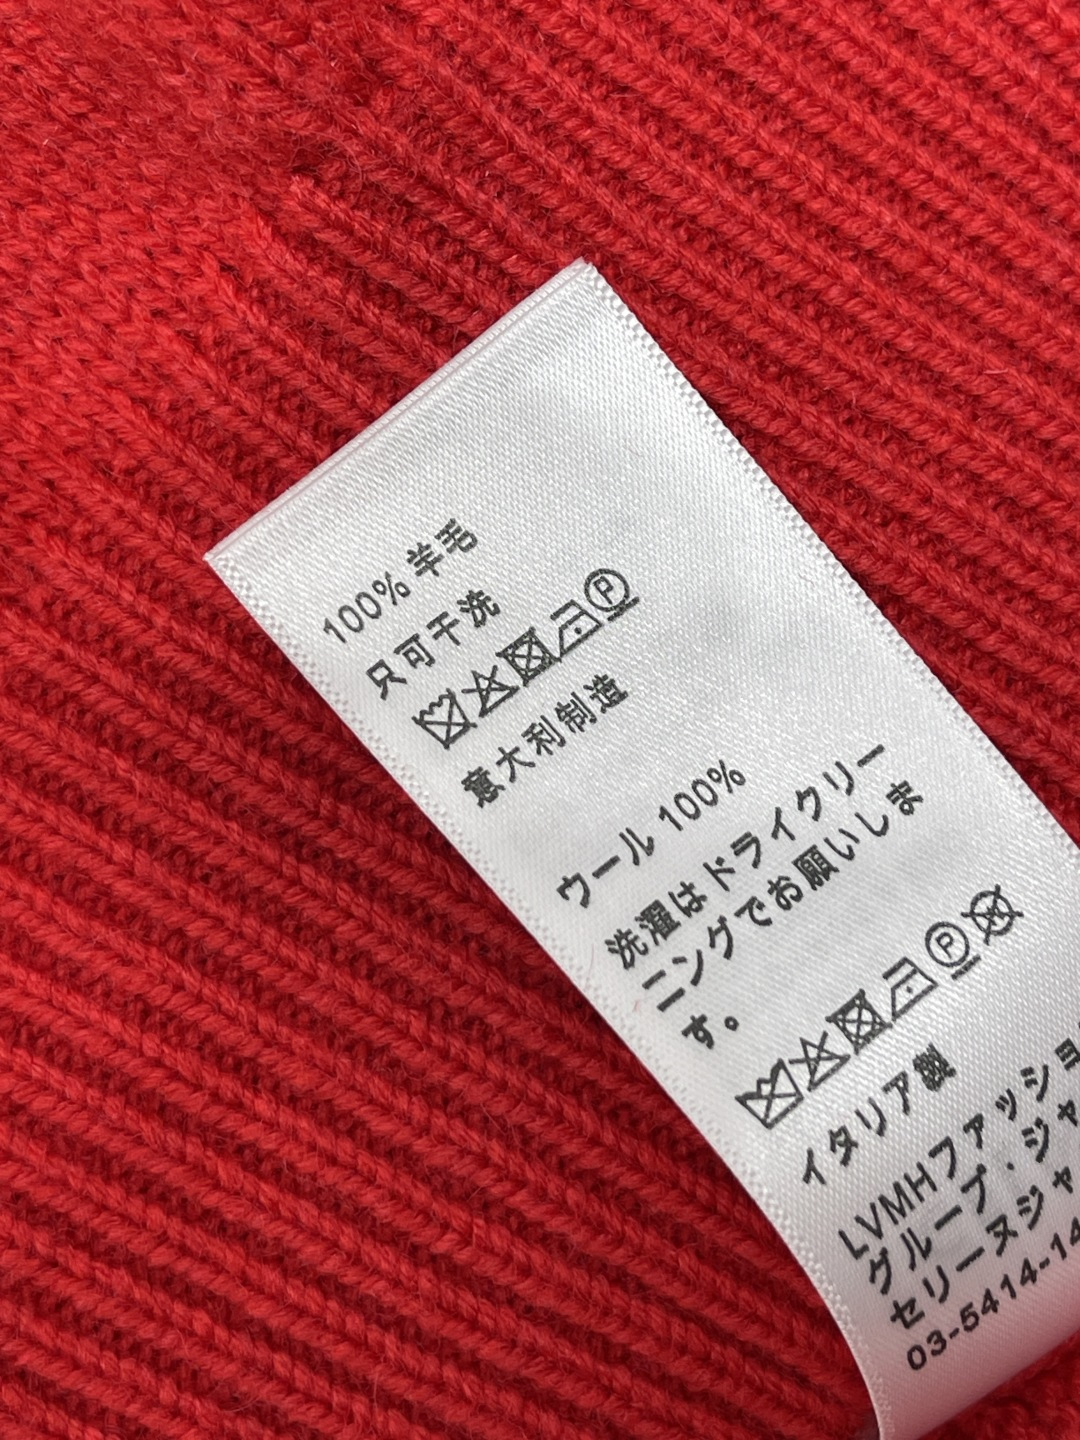 100% 羊毛
只可干洗
P
意大利制造
ウール 100%
洗濯はドライクリー
ニングでお願いしま
す。
P
イタリア製
LVMHファッショ
グループ・ジャ
セリーヌジャ
03-5414-14